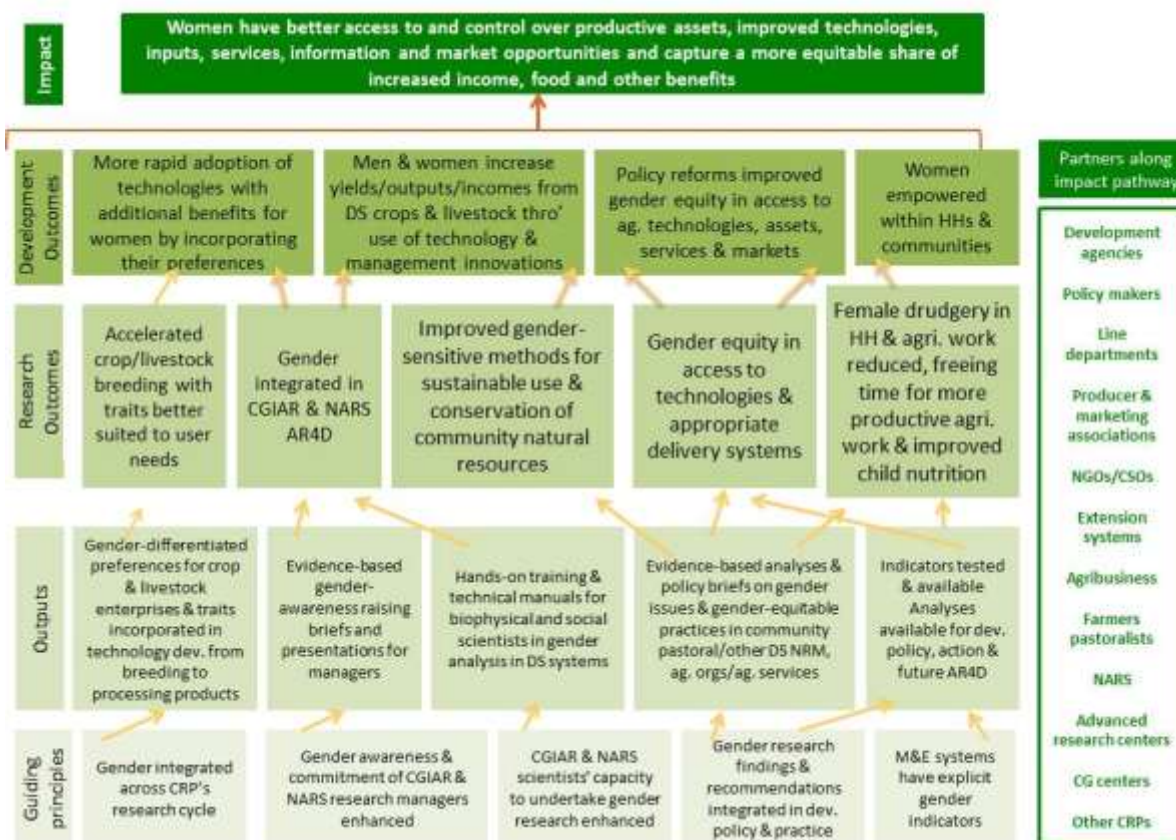 Impact
Women have better access to and control over productive assets, improved technologies,
inputs, services, information and market opportunities and capture a more equitable share of
increased income, food and other benefits
Development
Outcomes
More rapid adoption of
technologies with
additional benefits for
women by incorporating
their preferences
Men & women increase
yields/outputs/incomes from
DS crops & livestock thro'
use of technology &
management innovations
Policy reforms improved
gender equity in access to
ag. technologies, assets,
services & markets
Women
empowered
within HHs &
communities
Research
Outcomes
Accelerated
crop/livestock
breeding with
traits better
suited to user
needs
Gender
integrated in
CGIAR & NARS
AR4D
Improved gender-
sensitive methods for
sustainable use &
conservation of
community natural
resources
Gender equity in
access to
technologies &
appropriate
delivery systems
Female drudgery in
HH & agri. work
reduced, freeing
time for more
productive agri.
work & improved
child nutrition
Outputs
Gender-differentiated
preferences for crop
& livestock
enterprises & traits
incorporated in
technology dev. from
breeding to
processing products
Evidence-based
gender-
awareness raising
briefs and
presentations for
managers
Hands-on training &
technical manuals for
biophysical and social
scientists in gender
analysis in DS systems
Evidence-based analyses &
policy briefs on gender
issues & gender-equitable
practices in community
pastoral/other DS NRM,
ag. orgs/ag. services
Indicators tested
& available
Analyses
available for dev.
policy, action &
future AR4D
Guiding
principles
Gender integrated
across CRP's
research cycle
Gender awareness &
commitment of CGIAR &
NARS research managers
enhanced
CGIAR & NARS
scientists' capacity
to undertake gender
research enhanced
Gender research
findings &
recommendations
integrated in dev.
policy & practice
M&E systems
have explicit
gender
indicators
Partners along
impact pathway
Development
agencies
Policy makers
Line
departments
Producer &
marketing
associations
NGOs/CSOs
Extension
systems
Agribusiness
Farmers
pastoralists
NARS
Advanced
research centers
CG centers
Other CRPs